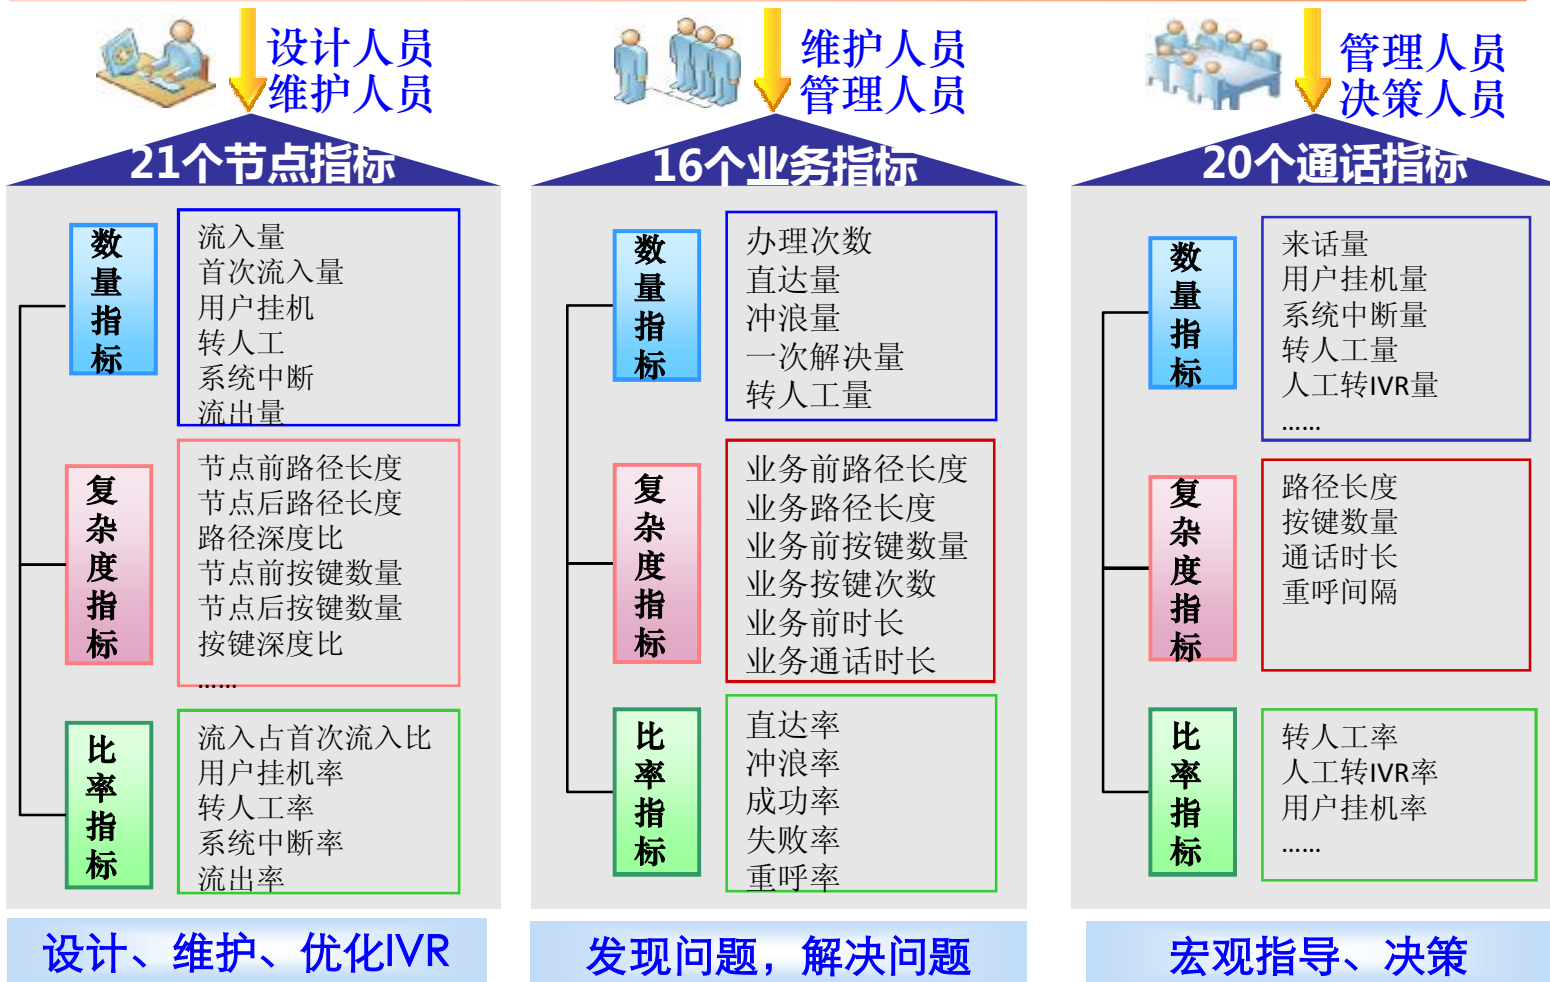 设计人员
维护人员
21个节点指标
数量指标
流入量
首次流入量
用户挂机
转人工
系统中断
流出量
复杂度指标
节点前路径长度
节点后路径长度
路径深度比
节点前按键数量
节点后按键数量
按键深度比
……
比率指标
流入占首次流入比
用户挂机率
转人工率
系统中断率
流出率
设计、维护、优化IVR
维护人员
管理人员
16个业务指标
数量指标
办理次数
直达量
冲浪量
一次解决量
转人工量
复杂度指标
业务前路径长度
业务路径长度
业务前按键数量
业务按键次数
业务前时长
业务通话时长
比率指标
直达率
冲浪率
成功率
失败率
重呼率
发现问题，解决问题
管理人员
决策人员
20个通话指标
数量指标
来话量
用户挂机量
系统中断量
转人工量
人工转IVR量
……
复杂度指标
路径长度
按键数量
通话时长
重呼间隔
比率指标
转人工率
人工转IVR率
用户挂机率
……
宏观指导、决策